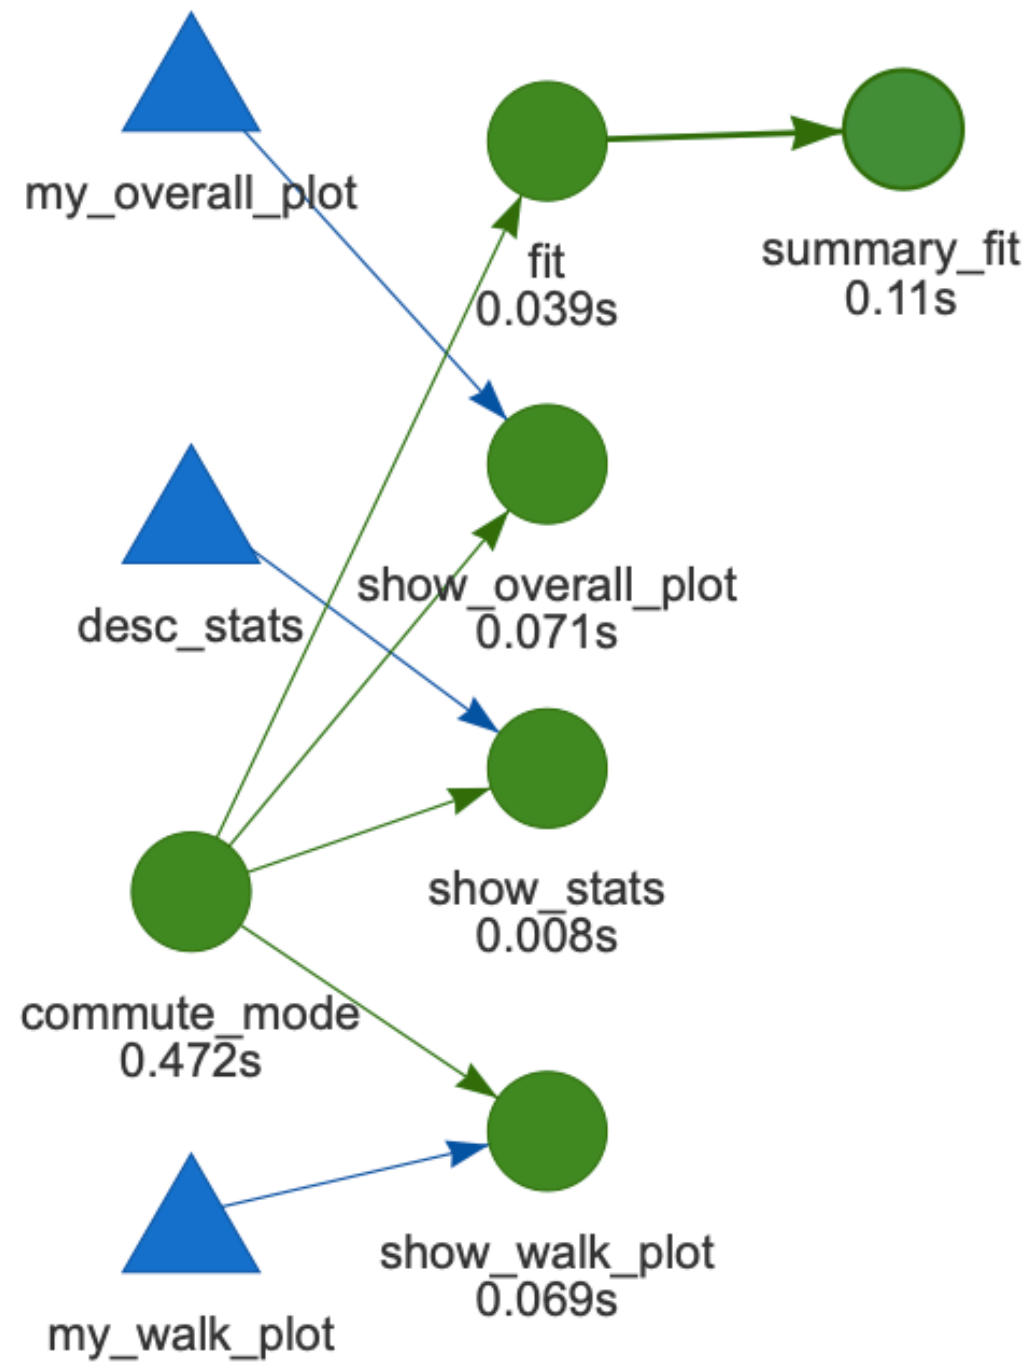 my_overall_plot
fit
0.039s
summary_fit
0.11s
desc_stats
show_overall_plot
0.071s
show_stats
0.008s
commute_mode
0.472s
show_walk_plot
0.069s
my_walk_plot